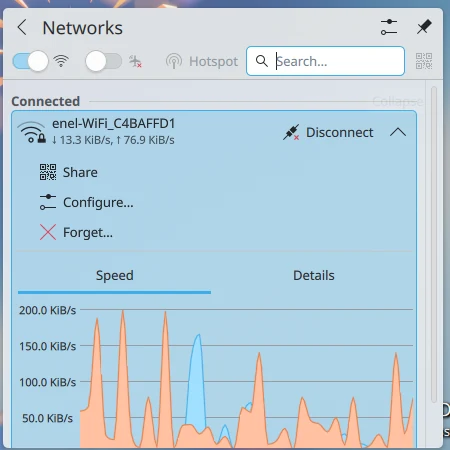 Networks
Hotspot
Search...
Connected
Collapse
enel-WiFi_C4BAFFD1
↓ 13.3 KiB/s, ↑ 76.9 KiB/s
Disconnect
Share
Configure...
Forget...
Speed Details
200.0 KiB/s
150.0 KiB/s
100.0 KiB/s
50.0 KiB/s